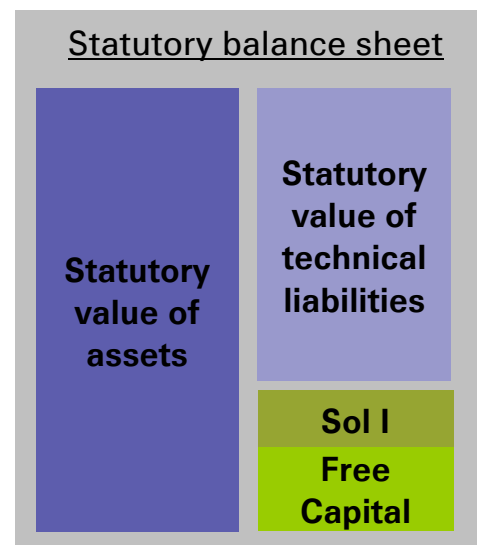 Statutory balance sheet
Statutory
value of
assets
Statutory
value of
technical
liabilities
Sol I
Free
Capital